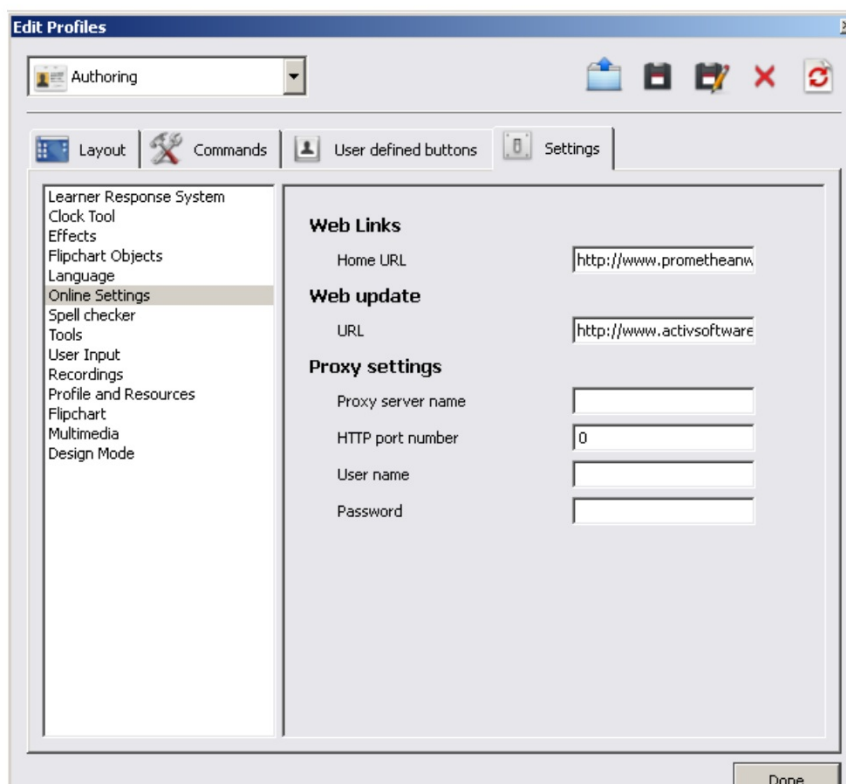 Edit Profiles
Authoring
Layout Commands User defined buttons Settings
Learner Response System
Clock Tool
Effects
Flipchart Objects
Language
Online Settings
Spell checker
Tools
User Input
Recordings
Profile and Resources
Flipchart
Multimedia
Design Mode
Web Links
Home URL http://www.prometheanw
Web update
URL http://www.activsoftware
Proxy settings
Proxy server name
HTTP port number 0
User name
Password
Done